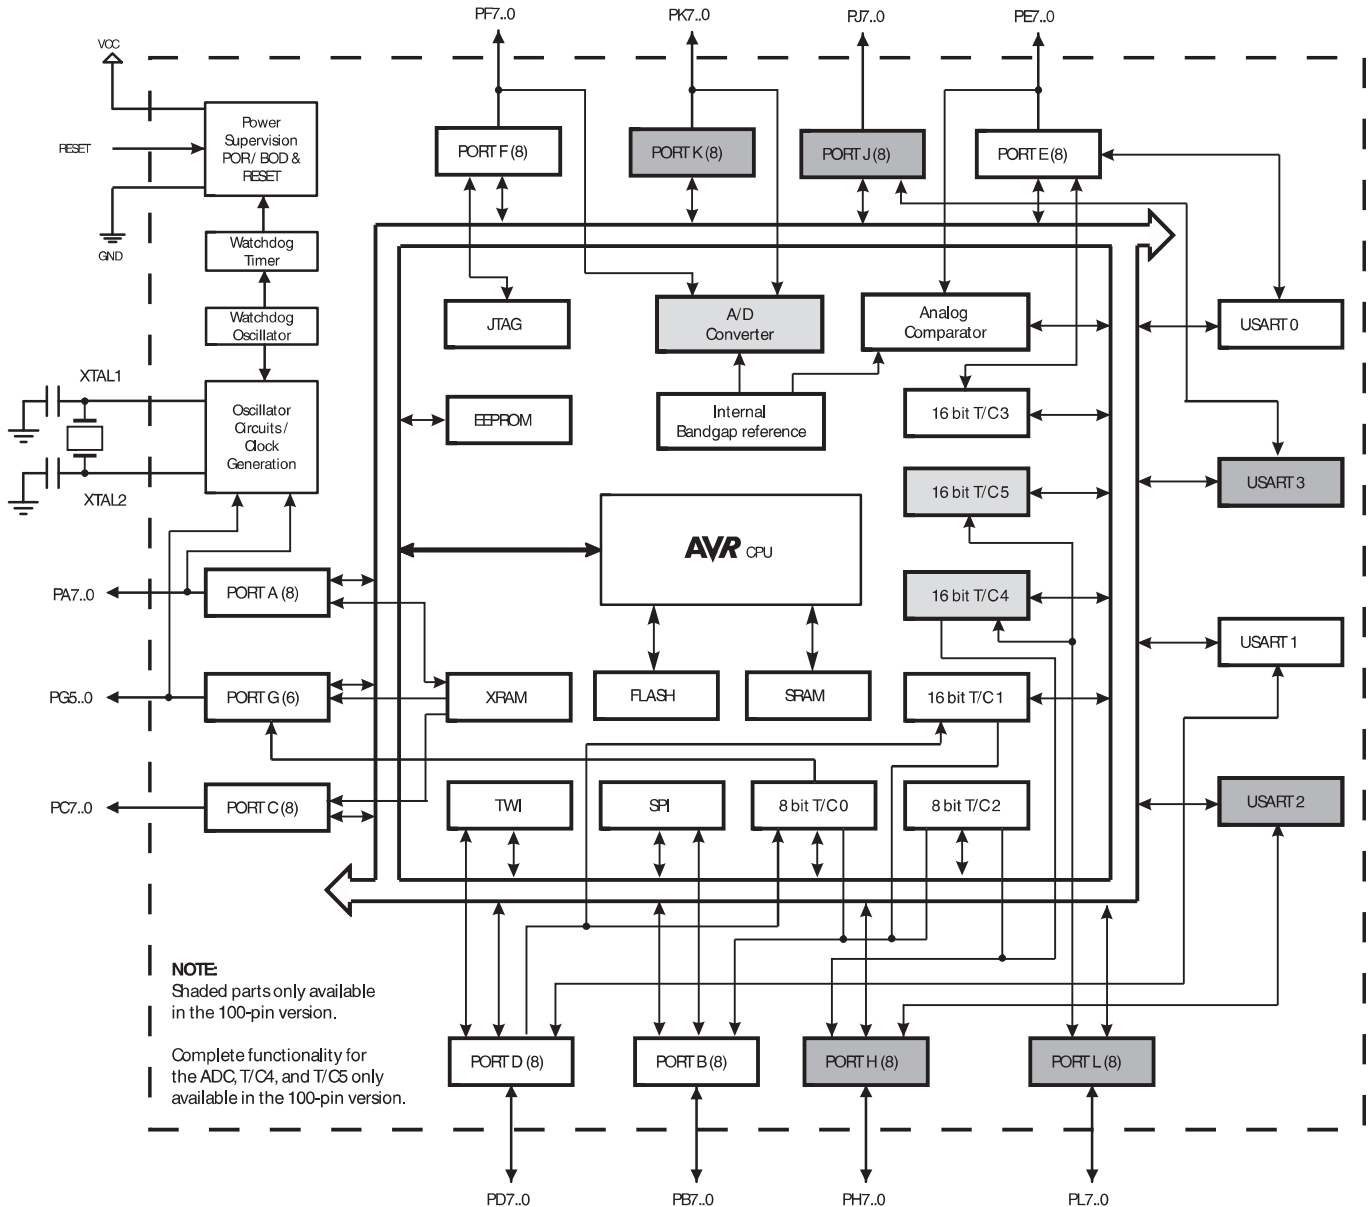 PF7..0
PK7..0
PJ7..0
PE7..0
VCC
RESET
GND
Power
Supervision
POR / BOD &
RESET
PORT F (8)
PORT K (8)
PORT J (8)
PORT E (8)
Watchdog
Timer
Watchdog
Oscillator
JTAG
A/D
Converter
Analog
Comparator
USART 0
XTAL1
XTAL2
Oscillator
Circuits /
Clock
Generation
EEPROM
Internal
Bandgap reference
16 bit T/C3
16 bit T/C5
USART 3
AVR CPU
PA7..0
PORT A (8)
16 bit T/C4
USART 1
PG5..0
PORT G (6)
XRAM
FLASH
SRAM
16 bit T/C1
PC7..0
PORT C (8)
TWI
SPI
8 bit T/C0
8 bit T/C2
USART 2
NOTE:
Shaded parts only available
in the 100-pin version.
Complete functionality for
the ADC, T/C4, and T/C5 only
available in the 100-pin version.
PORT D (8)
PORT B (8)
PORT H (8)
PORT L (8)
PD7..0
PB7..0
PH7..0
PL7..0